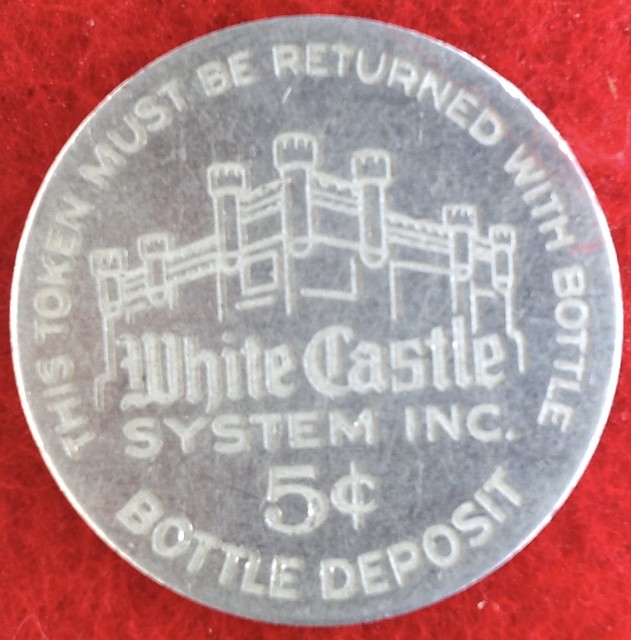 THIS TOKEN MUST BE RETURNED WITH BOTTLE
White Castle
SYSTEM INC.
5¢
BOTTLE DEPOSIT